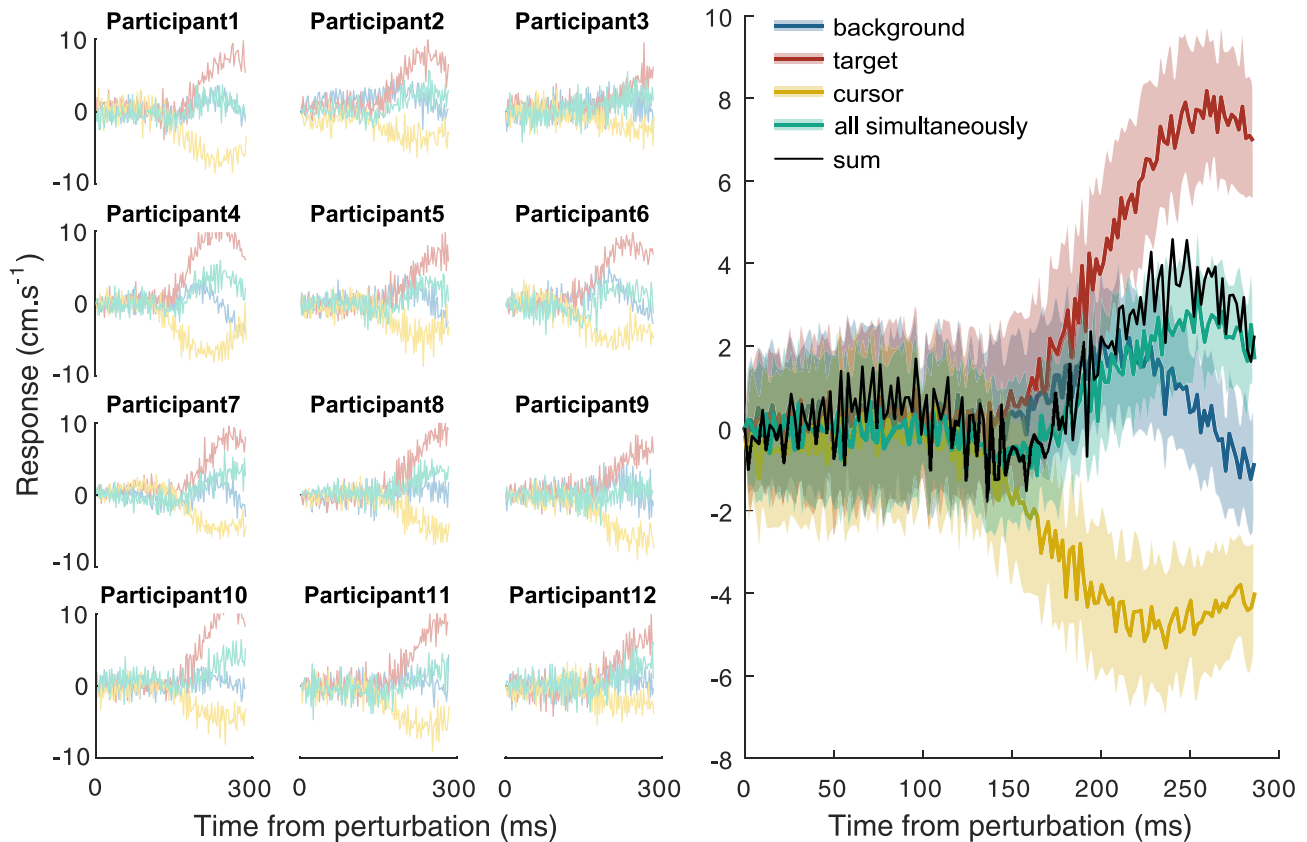 Participant1 Participant2 Participant3
10
0
-10
Participant4 Participant5 Participant6
10
0
-10
Participant7 Participant8 Participant9
10
0
-10
Participant10 Participant11 Participant12
10
0
-10
0 300 0 300 0 300
Time from perturbation (ms)
Response (cm.s⁻¹)
10
8
6
4
2
0
-2
-4
-6
-8
background
target
cursor
all simultaneously
sum
0 50 100 150 200 250 300
Time from perturbation (ms)